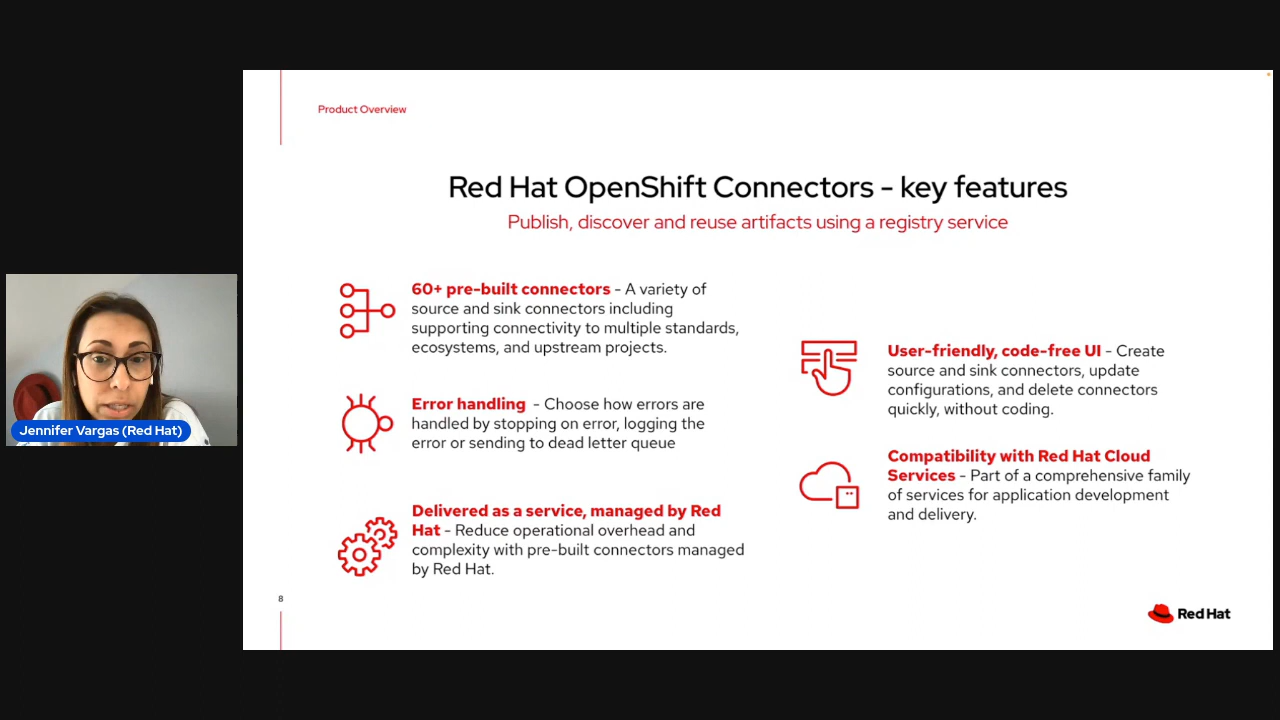 Product Overview
Red Hat OpenShift Connectors - key features
Publish, discover and reuse artifacts using a registry service
60+ pre-built connectors - A variety of
source and sink connectors including
supporting connectivity to multiple standards,
ecosystems, and upstream projects.
Error handling - Choose how errors are
handled by stopping on error, logging the
error or sending to dead letter queue
Delivered as a service, managed by Red
Hat - Reduce operational overhead and
complexity with pre-built connectors managed
by Red Hat.
User-friendly, code-free UI - Create
source and sink connectors, update
configurations, and delete connectors
quickly, without coding.
Compatibility with Red Hat Cloud
Services - Part of a comprehensive family
of services for application development
and delivery.
8
Red Hat
Jennifer Vargas (Red Hat)